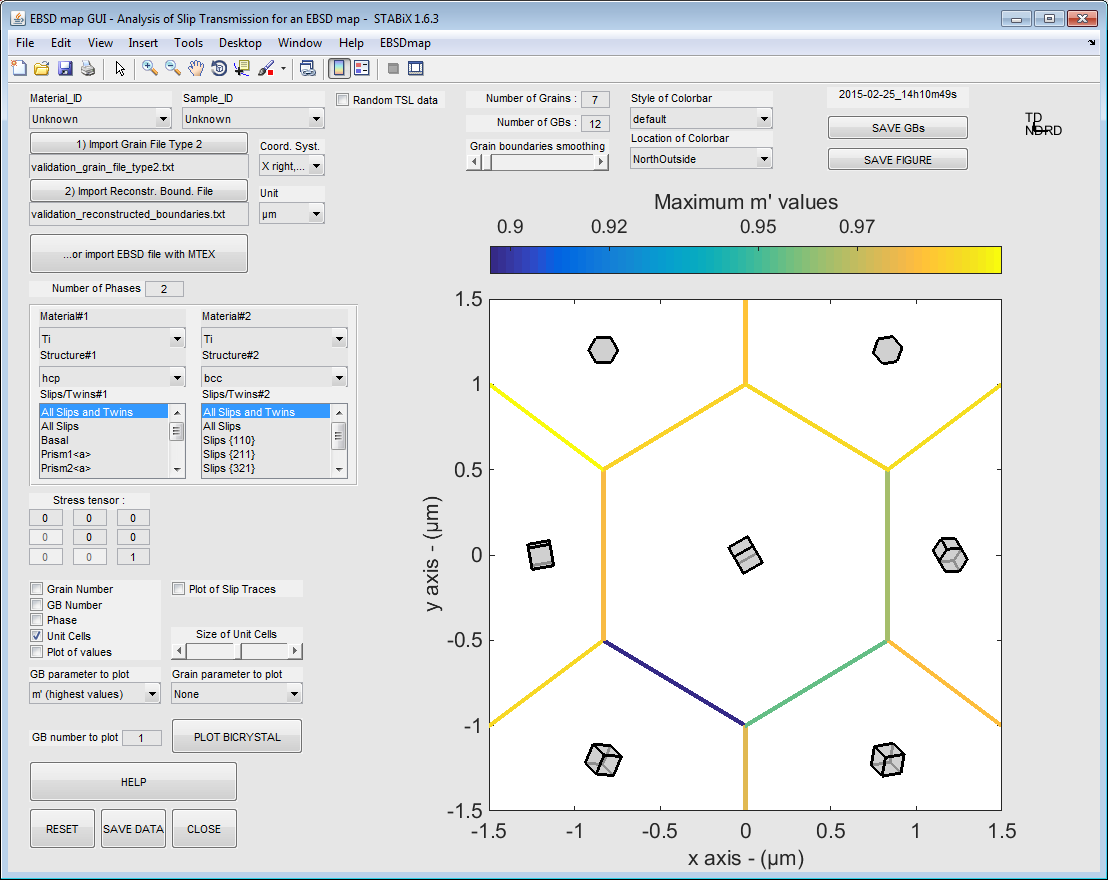 EBSD map GUI - Analysis of Slip Transmission for an EBSD map - STABiX 1.6.3
File Edit View Insert Tools Desktop Window Help EBSDmap
Material_ID
Unknown
Sample_ID
Unknown
Random TSL data
1) Import Grain File Type 2
validation_grain_file_type2.txt
2) Import Reconstr. Bound. File
validation_reconstructed_boundaries.txt
...or import EBSD file with MTEX
Coord. Syst.
X right,...
Unit
µm
Number of Grains : 7
Number of GBs : 12
Grain boundaries smoothing
Style of Colorbar
default
Location of Colorbar
NorthOutside
2015-02-25_14h10m49s
SAVE GBs
SAVE FIGURE
TD
NDRD
Number of Phases 2
Material#1
Ti
Structure#1
hcp
Slips/Twins#1
All Slips and Twins
All Slips
Basal
Prism1<a>
Prism2<a>
Material#2
Ti
Structure#2
bcc
Slips/Twins#2
All Slips and Twins
All Slips
Slips {110}
Slips {211}
Slips {321}
Stress tensor :
0 0 0
0 0 0
0 0 1
Grain Number
GB Number
Phase
Unit Cells
Plot of values
Plot of Slip Traces
Size of Unit Cells
GB parameter to plot
m' (highest values)
Grain parameter to plot
None
GB number to plot 1
PLOT BICRYSTAL
HELP
RESET
SAVE DATA
CLOSE
Maximum m' values
0.9 0.92 0.95 0.97
1.5
1
0.5
0
-0.5
-1
-1.5
y axis - (µm)
-1.5 -1 -0.5 0 0.5 1 1.5
x axis - (µm)